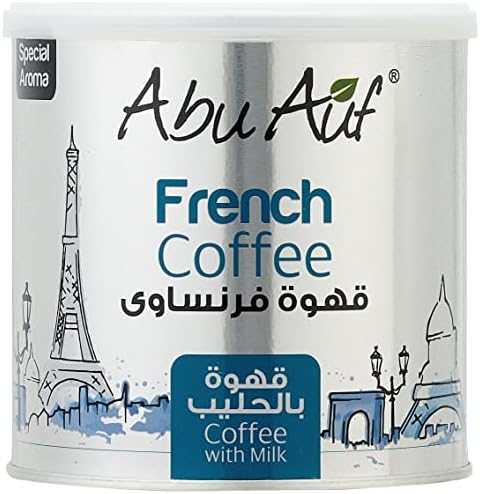 Special
Aroma
Abu Auf®
French
Coffee
قهوة فرنساوى
قهوة
بالحليب
Coffee
with Milk